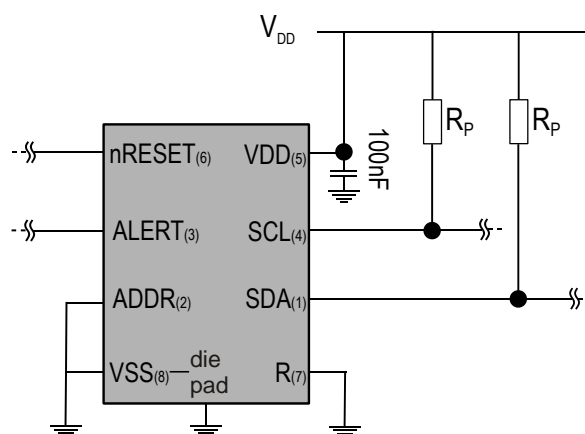 VDD
nRESET(6) VDD(5) 100nF RP RP
ALERT(3) SCL(4)
ADDR(2) SDA(1)
VSS(8) die pad R(7)